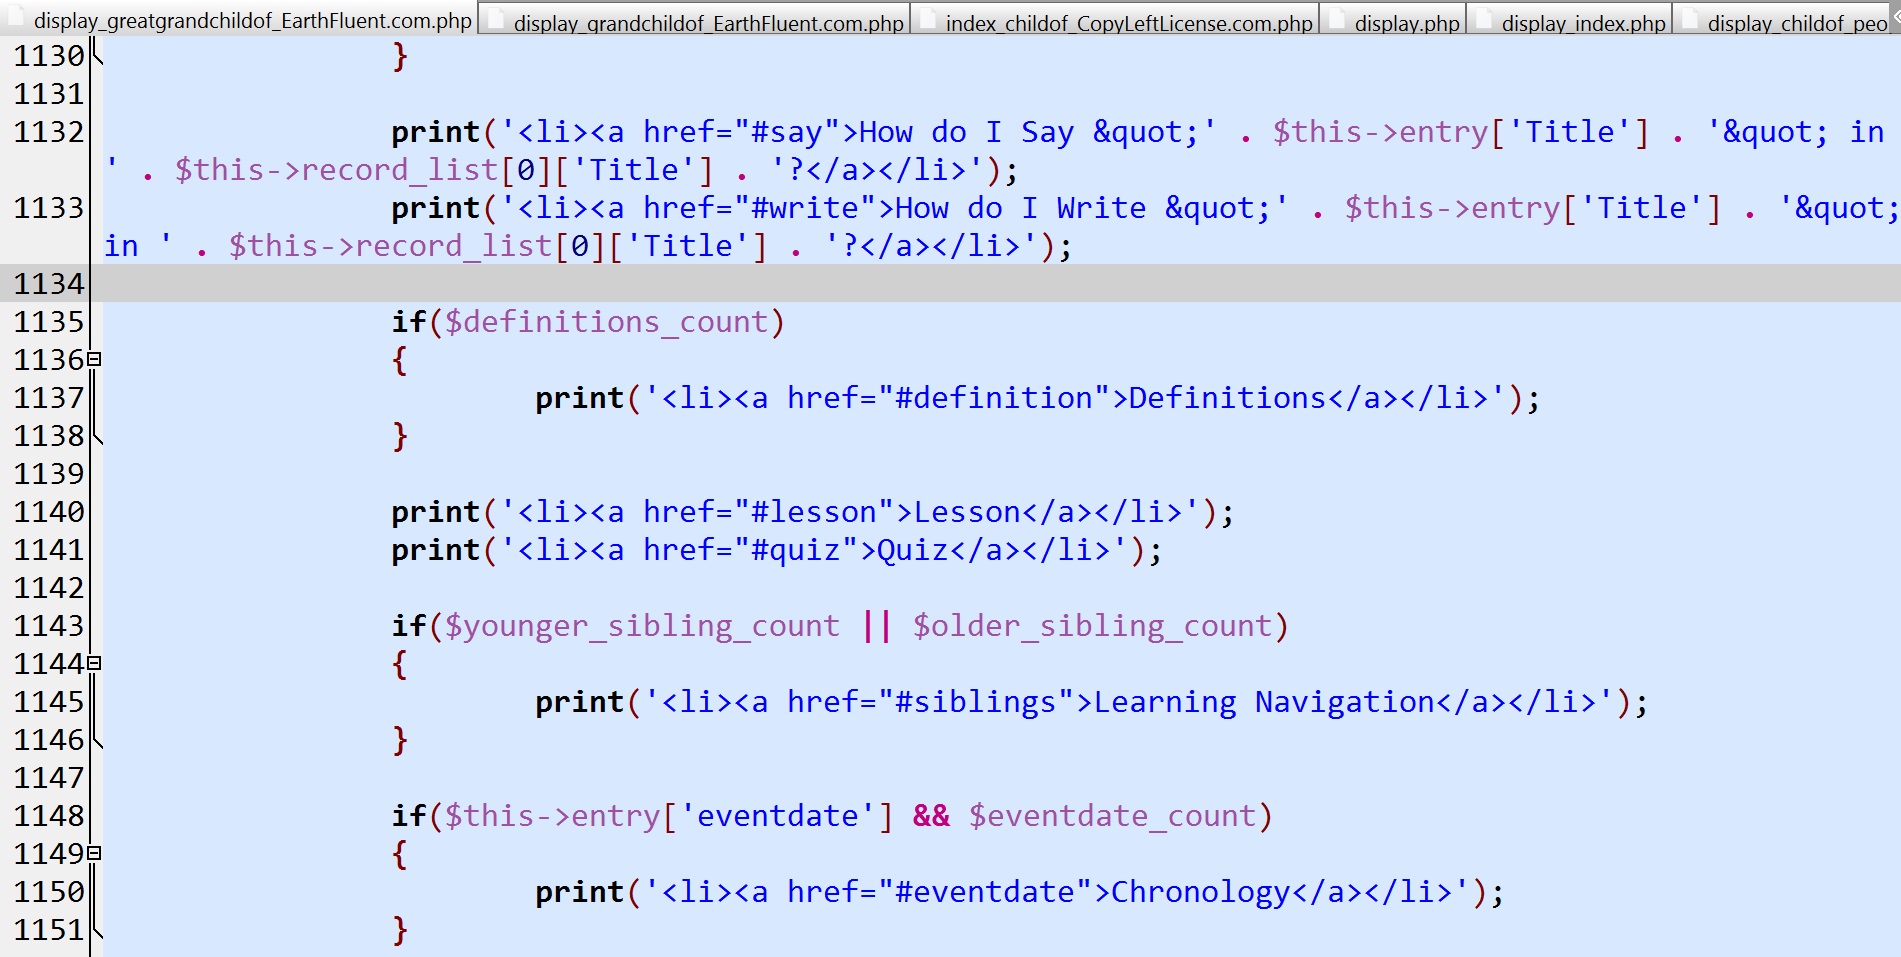 display_greatgrandchildof_EarthFluent.com.php display_grandchildof_EarthFluent.com.php index_childof_CopyLeftLicense.com.php display.php display_index.php display_childof_peo
1130 }
1131
1132 print('<li><a href="#say">How do I Say &quot;' . $this->entry['Title'] . '&quot; in
' . $this->record_list[0]['Title'] . '?</a></li>');
1133 print('<li><a href="#write">How do I Write &quot;' . $this->entry['Title'] . '&quot;
in ' . $this->record_list[0]['Title'] . '?</a></li>');
1134
1135 if($definitions_count)
1136 {
1137 print('<li><a href="#definition">Definitions</a></li>');
1138 }
1139
1140 print('<li><a href="#lesson">Lesson</a></li>');
1141 print('<li><a href="#quiz">Quiz</a></li>');
1142
1143 if($younger_sibling_count || $older_sibling_count)
1144 {
1145 print('<li><a href="#siblings">Learning Navigation</a></li>');
1146 }
1147
1148 if($this->entry['eventdate'] && $eventdate_count)
1149 {
1150 print('<li><a href="#eventdate">Chronology</a></li>');
1151 }